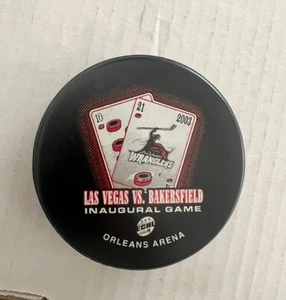 10
21
2003
WRANGLERS
LAS VEGAS VS. BAKERSFIELD
INAUGURAL GAME
ECHL
ORLEANS ARENA